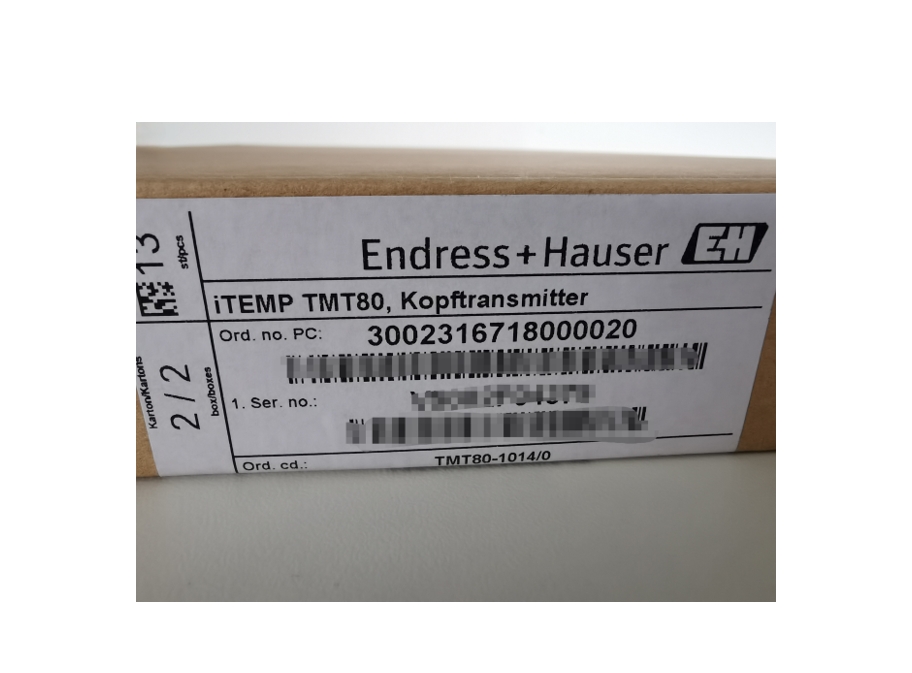 Endress+Hauser EH
iTEMP TMT80, Kopftransmitter
Ord. no. PC: 3002316718000020
1. Ser. no.:
Ord. cd.: TMT80-1014/0
13 st/pcs
Karton/Kartons
2/2
box/boxes